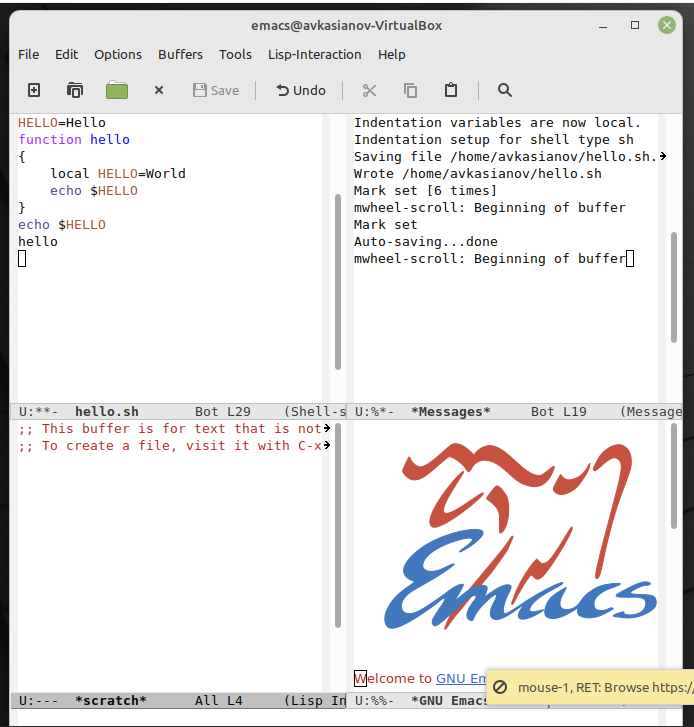 emacs@avkasianov-VirtualBox
File Edit Options Buffers Tools Lisp-Interaction Help
Save Undo
HELLO=Hello
function hello
{
    local HELLO=World
    echo $HELLO
}
echo $HELLO
hello
U:**-  hello.sh       Bot L29    (Shell-s
Indentation variables are now local.
Indentation setup for shell type sh
Saving file /home/avkasianov/hello.sh.
Wrote /home/avkasianov/hello.sh
Mark set [6 times]
mwheel-scroll: Beginning of buffer
Mark set
Auto-saving...done
mwheel-scroll: Beginning of buffer
U:%*-  *Messages*     Bot L19    (Message
;; This buffer is for text that is not
;; To create a file, visit it with C-x
U:---  *scratch*      All L4     (Lisp In
Emacs
Welcome to GNU Em
mouse-1, RET: Browse https:/
U:%%-  *GNU Emacs